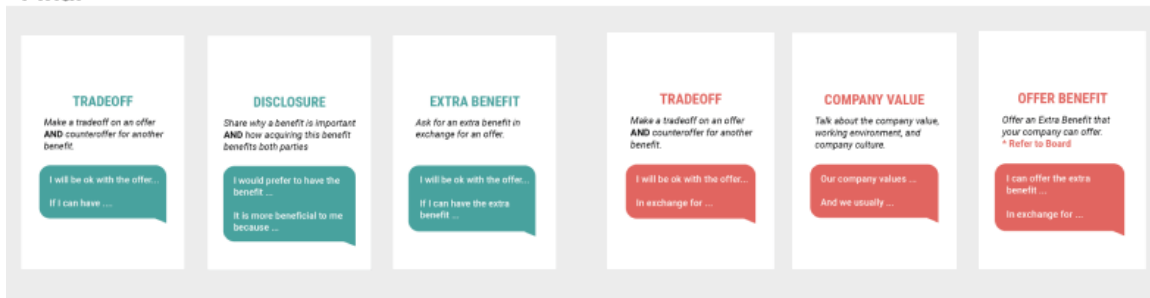 TRADEOFF
Make a tradeoff on an offer
AND counteroffer for another
benefit.
I will be ok with the offer...
If I can have ....
DISCLOSURE
Share why a benefit is important
AND how acquiring this benefit
benefits both parties
I would prefer to have the
benefit ...
It is more beneficial to me
because ...
EXTRA BENEFIT
Ask for an extra benefit in
exchange for an offer.
I will be ok with the offer...
If I can have the extra
benefit ...
TRADEOFF
Make a tradeoff on an offer
AND counteroffer for another
benefit.
I will be ok with the offer...
In exchange for ...
COMPANY VALUE
Talk about the company value,
working environment, and
company culture.
Our company values ...
And we usually ...
OFFER BENEFIT
Offer an Extra Benefit that
your company can offer.
* Refer to Board
I can offer the extra
benefit ...
In exchange for ...